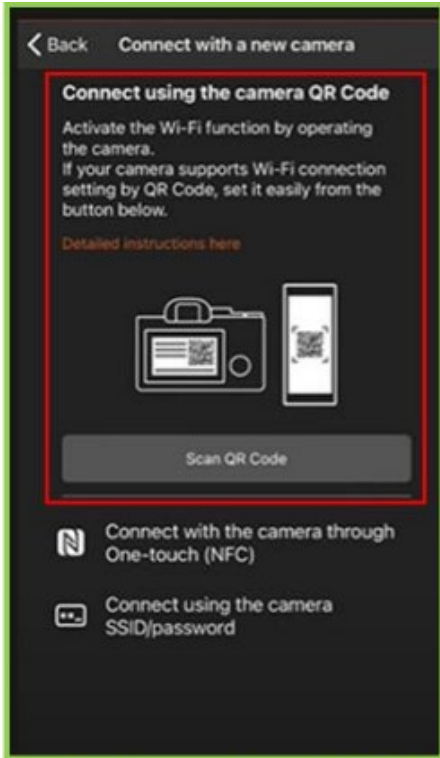 Back
Connect with a new camera
Connect using the camera QR Code
Activate the Wi-Fi function by operating
the camera.
If your camera supports Wi-Fi connection
setting by QR Code, set it easily from the
button below.
Detailed instructions here
Scan QR Code
Connect with the camera through
One-touch (NFC)
Connect using the camera
SSID/password